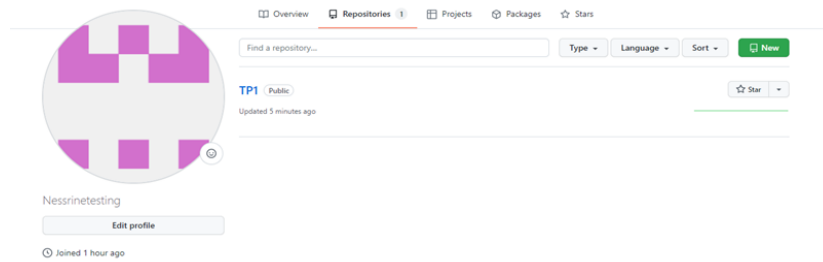 Overview Repositories 1 Projects Packages Stars
Find a repository...
Type Language Sort New
TP1 Public
Star
Updated 5 minutes ago
Nessrinetesting
Edit profile
Joined 1 hour ago